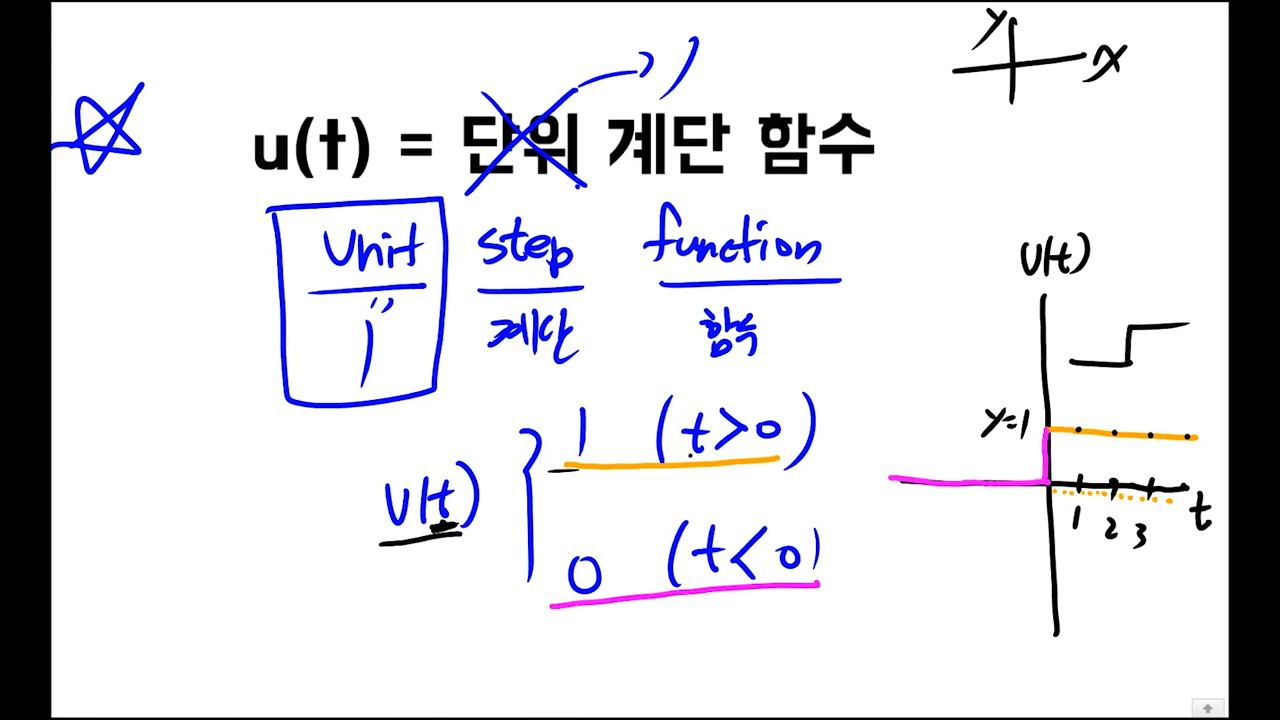 y
x
1
u(t) = 단위 계단 함수
Unit step function
"1 계단 함수
U(t)
1 (t>0)
U(t)
0 (t<0)
y=1
1 2 3 t